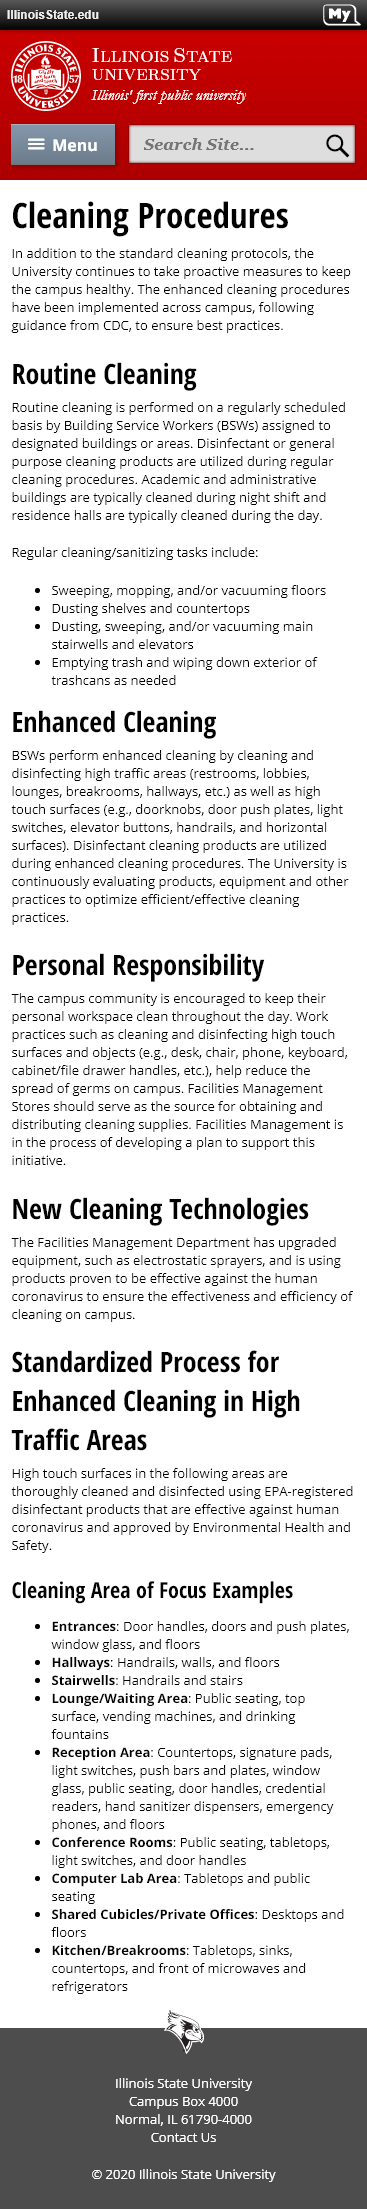 IllinoisState.edu
My
ILLINOIS STATE
UNIVERSITY
Illinois' first public university
ILLINOIS STATE
18 57
UNIVERSITY
Menu
Search Site...
Cleaning Procedures
In addition to the standard cleaning protocols, the
University continues to take proactive measures to keep
the campus healthy. The enhanced cleaning procedures
have been implemented across campus, following
guidance from CDC, to ensure best practices.
Routine Cleaning
Routine cleaning is performed on a regularly scheduled
basis by Building Service Workers (BSWs) assigned to
designated buildings or areas. Disinfectant or general
purpose cleaning products are utilized during regular
cleaning procedures. Academic and administrative
buildings are typically cleaned during night shift and
residence halls are typically cleaned during the day.
Regular cleaning/sanitizing tasks include:
• Sweeping, mopping, and/or vacuuming floors
• Dusting shelves and countertops
• Dusting, sweeping, and/or vacuuming main
stairwells and elevators
• Emptying trash and wiping down exterior of
trashcans as needed
Enhanced Cleaning
BSWs perform enhanced cleaning by cleaning and
disinfecting high traffic areas (restrooms, lobbies,
lounges, breakrooms, hallways, etc.) as well as high
touch surfaces (e.g., doorknobs, door push plates, light
switches, elevator buttons, handrails, and horizontal
surfaces). Disinfectant cleaning products are utilized
during enhanced cleaning procedures. The University is
continuously evaluating products, equipment and other
practices to optimize efficient/effective cleaning
practices.
Personal Responsibility
The campus community is encouraged to keep their
personal workspace clean throughout the day. Work
practices such as cleaning and disinfecting high touch
surfaces and objects (e.g., desk, chair, phone, keyboard,
cabinet/file drawer handles, etc.), help reduce the
spread of germs on campus. Facilities Management
Stores should serve as the source for obtaining and
distributing cleaning supplies. Facilities Management is
in the process of developing a plan to support this
initiative.
New Cleaning Technologies
The Facilities Management Department has upgraded
equipment, such as electrostatic sprayers, and is using
products proven to be effective against the human
coronavirus to ensure the effectiveness and efficiency of
cleaning on campus.
Standardized Process for
Enhanced Cleaning in High
Traffic Areas
High touch surfaces in the following areas are
thoroughly cleaned and disinfected using EPA-registered
disinfectant products that are effective against human
coronavirus and approved by Environmental Health and
Safety.
Cleaning Area of Focus Examples
• Entrances: Door handles, doors and push plates,
window glass, and floors
• Hallways: Handrails, walls, and floors
• Stairwells: Handrails and stairs
• Lounge/Waiting Area: Public seating, top
surface, vending machines, and drinking
fountains
• Reception Area: Countertops, signature pads,
light switches, push bars and plates, window
glass, public seating, door handles, credential
readers, hand sanitizer dispensers, emergency
phones, and floors
• Conference Rooms: Public seating, tabletops,
light switches, and door handles
• Computer Lab Area: Tabletops and public
seating
• Shared Cubicles/Private Offices: Desktops and
floors
• Kitchen/Breakrooms: Tabletops, sinks,
countertops, and front of microwaves and
refrigerators
Illinois State University
Campus Box 4000
Normal, IL 61790-4000
Contact Us
© 2020 Illinois State University